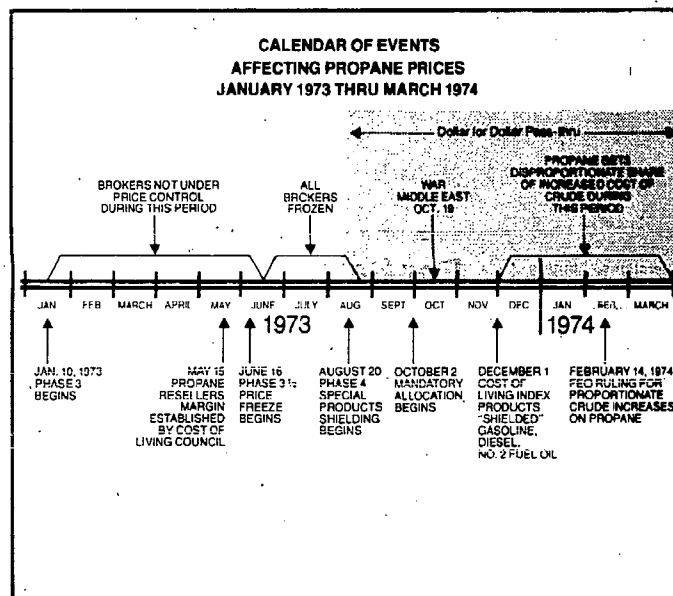 CALENDAR OF EVENTS
AFFECTING PROPANE PRICES
JANUARY 1973 THRU MARCH 1974
Dollar for Dollar Pass-thru
BROKERS NOT UNDER
PRICE CONTROL
DURING THIS PERIOD
ALL
BROKERS
FROZEN
WAR
MIDDLE EAST
OCT. 19
PROPANE GETS
DISPROPORTIONATE SHARE
OF INCREASED COST OF
CRUDE DURING
THIS PERIOD
JAN FEB MARCH APRIL MAY JUNE JULY AUG SEPT OCT NOV DEC JAN FEB MARCH
1973 1974
JAN. 10, 1973
PHASE 3
BEGINS
MAY 15
PROPANE
RESELLERS
MARGIN
ESTABLISHED
BY COST OF
LIVING COUNCIL
JUNE 16
PHASE 3 ½
PRICE
FREEZE
BEGINS
AUGUST 20
PHASE 4
SPECIAL
PRODUCTS
SHIELDING
BEGINS
OCTOBER 2
MANDATORY
ALLOCATION
BEGINS
DECEMBER 1
COST OF
LIVING INDEX
PRODUCTS
"SHIELDED"
GASOLINE,
DIESEL,
NO. 2 FUEL OIL
FEBRUARY 14, 1974
FEO RULING FOR
PROPORTIONATE
CRUDE INCREASES
ON PROPANE